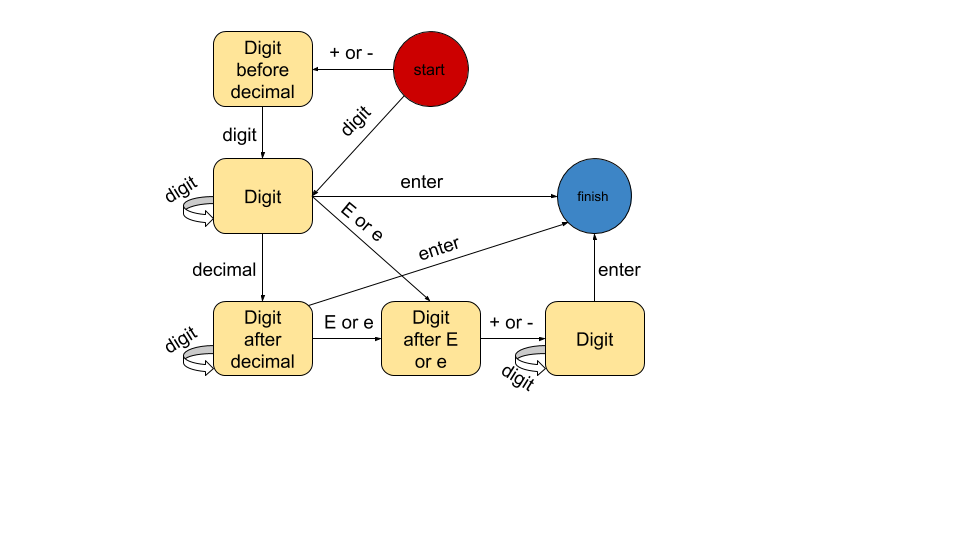 Digit
before
decimal
+ or -
start
digit
digit
digit
Digit
enter
finish
E or e
decimal
enter
enter
digit
Digit
after
decimal
E or e
Digit
after E
or e
+ or -
Digit
digit